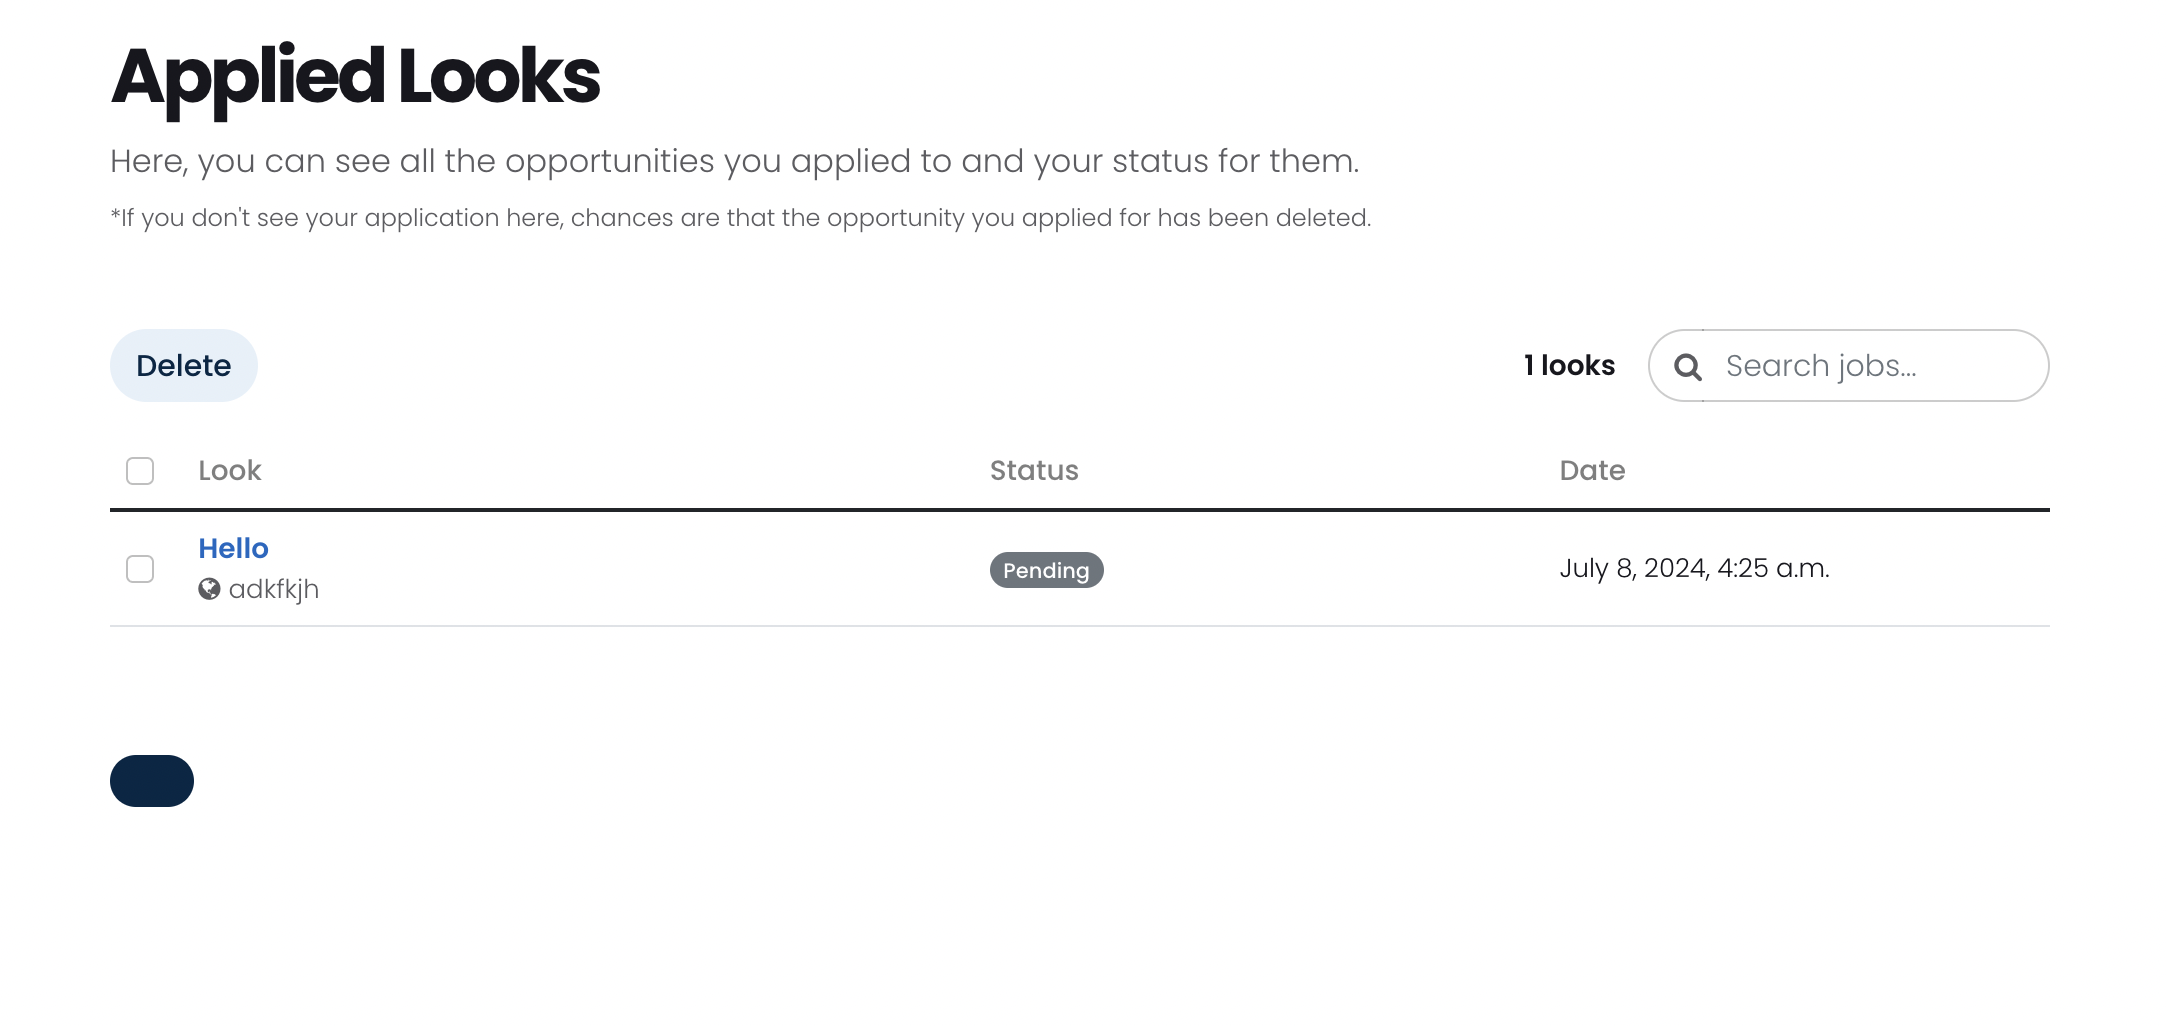 Applied Looks
Here, you can see all the opportunities you applied to and your status for them.
*If you don't see your application here, chances are that the opportunity you applied for has been deleted.
Delete
1 looks
Search jobs...
Look Status Date
Hello
adkfkjh
Pending
July 8, 2024, 4:25 a.m.